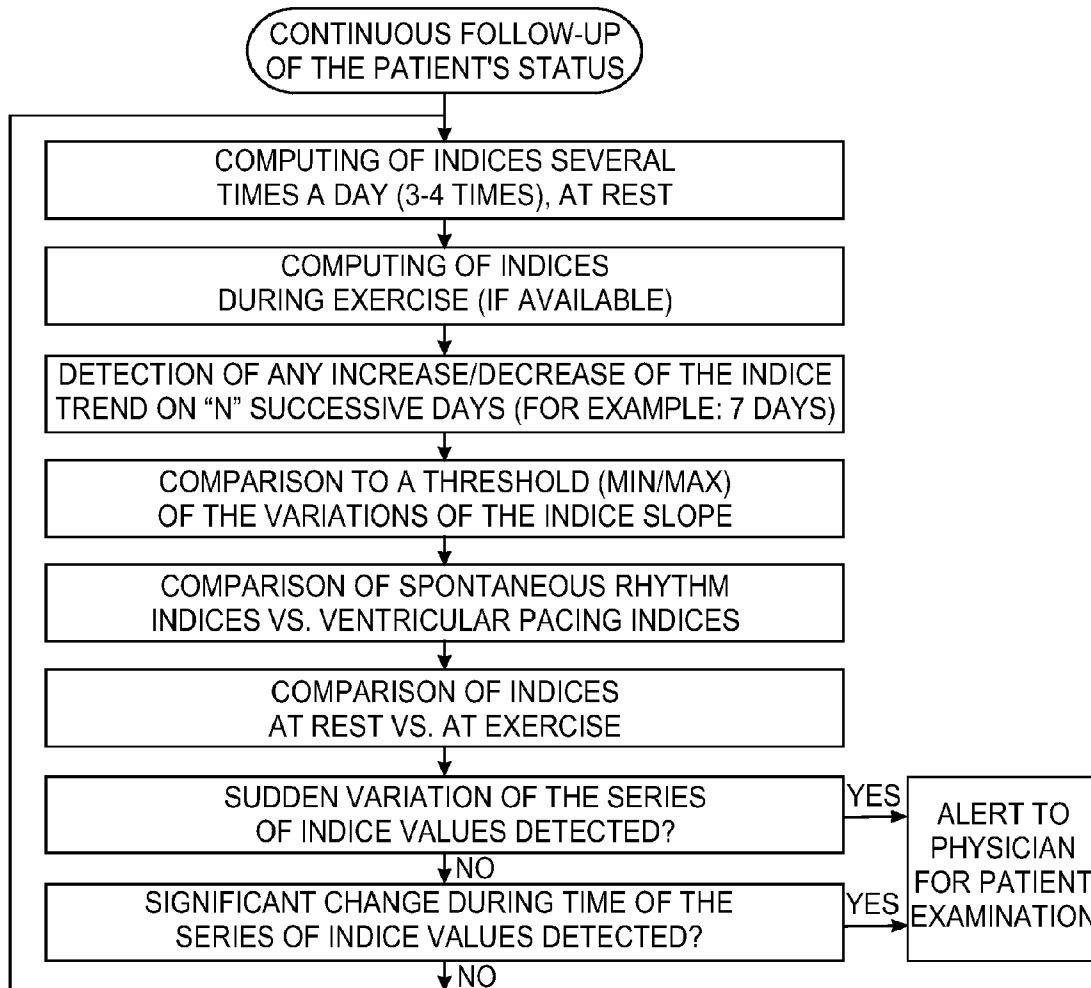 CONTINUOUS FOLLOW-UP
OF THE PATIENT'S STATUS
COMPUTING OF INDICES SEVERAL
TIMES A DAY (3-4 TIMES), AT REST
COMPUTING OF INDICES
DURING EXERCISE (IF AVAILABLE)
DETECTION OF ANY INCREASE/DECREASE OF THE INDICE
TREND ON “N” SUCCESSIVE DAYS (FOR EXAMPLE: 7 DAYS)
COMPARISON TO A THRESHOLD (MIN/MAX)
OF THE VARIATIONS OF THE INDICE SLOPE
COMPARISON OF SPONTANEOUS RHYTHM
INDICES VS. VENTRICULAR PACING INDICES
COMPARISON OF INDICES
AT REST VS. AT EXERCISE
SUDDEN VARIATION OF THE SERIES
OF INDICE VALUES DETECTED?
YES
NO
SIGNIFICANT CHANGE DURING TIME OF THE
SERIES OF INDICE VALUES DETECTED?
YES
NO
ALERT TO
PHYSICIAN
FOR PATIENT
EXAMINATION